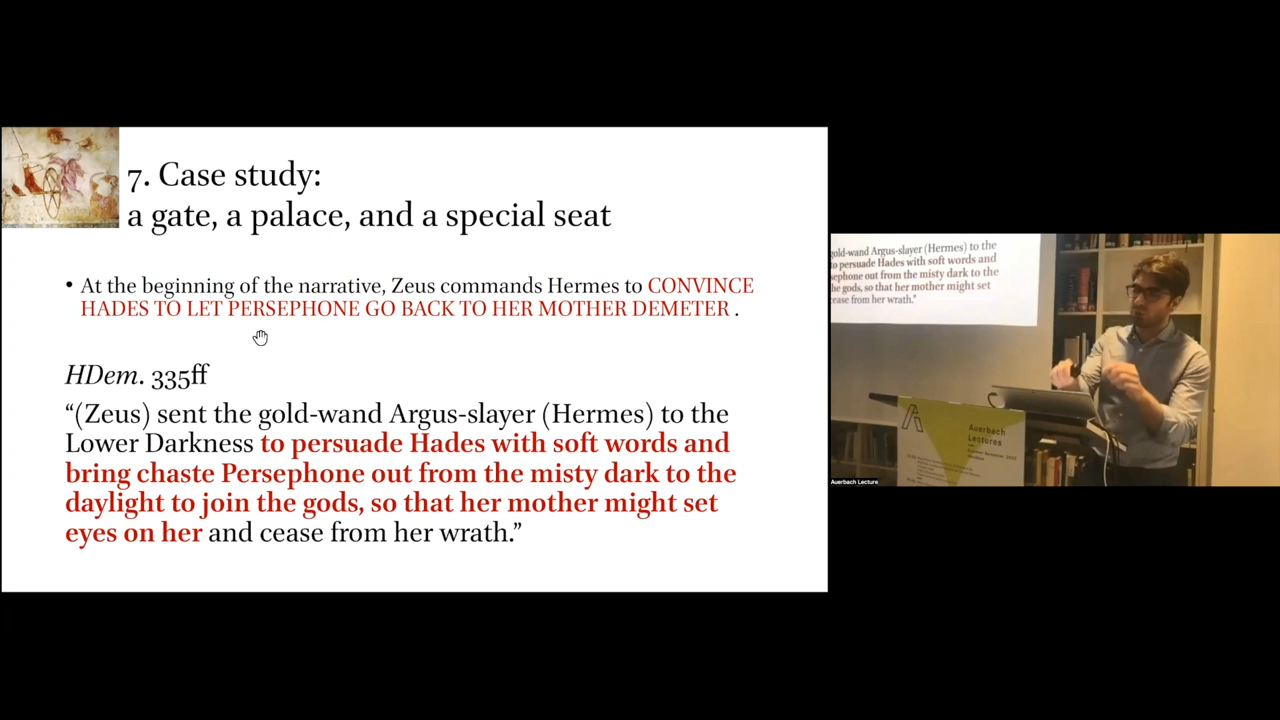 7. Case study:
a gate, a palace, and a special seat
• At the beginning of the narrative, Zeus commands Hermes to CONVINCE
HADES TO LET PERSEPHONE GO BACK TO HER MOTHER DEMETER .
HDem. 335ff
“(Zeus) sent the gold-wand Argus-slayer (Hermes) to the
Lower Darkness to persuade Hades with soft words and
bring chaste Persephone out from the misty dark to the
daylight to join the gods, so that her mother might set
eyes on her and cease from her wrath.”
gold-wand Argus-slayer (Hermes) to the
to persuade Hades with soft words and
sephone out from the misty dark to the
he gods, so that her mother might set
cease from her wrath.”
Auerbach
Lectures
Auerbach Lecture